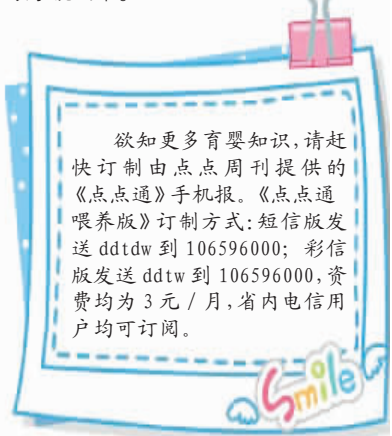 欲知更多育婴知识，请赶
快订制由点点周刊提供的
《点点通》手机报。《点点通
喂养版》订制方式：短信版发
送 ddtdw 到 106596000；彩信
版发送 ddtw 到 106596000，资
费均为 3 元 / 月，省内电信用
户均可订阅。
Smile